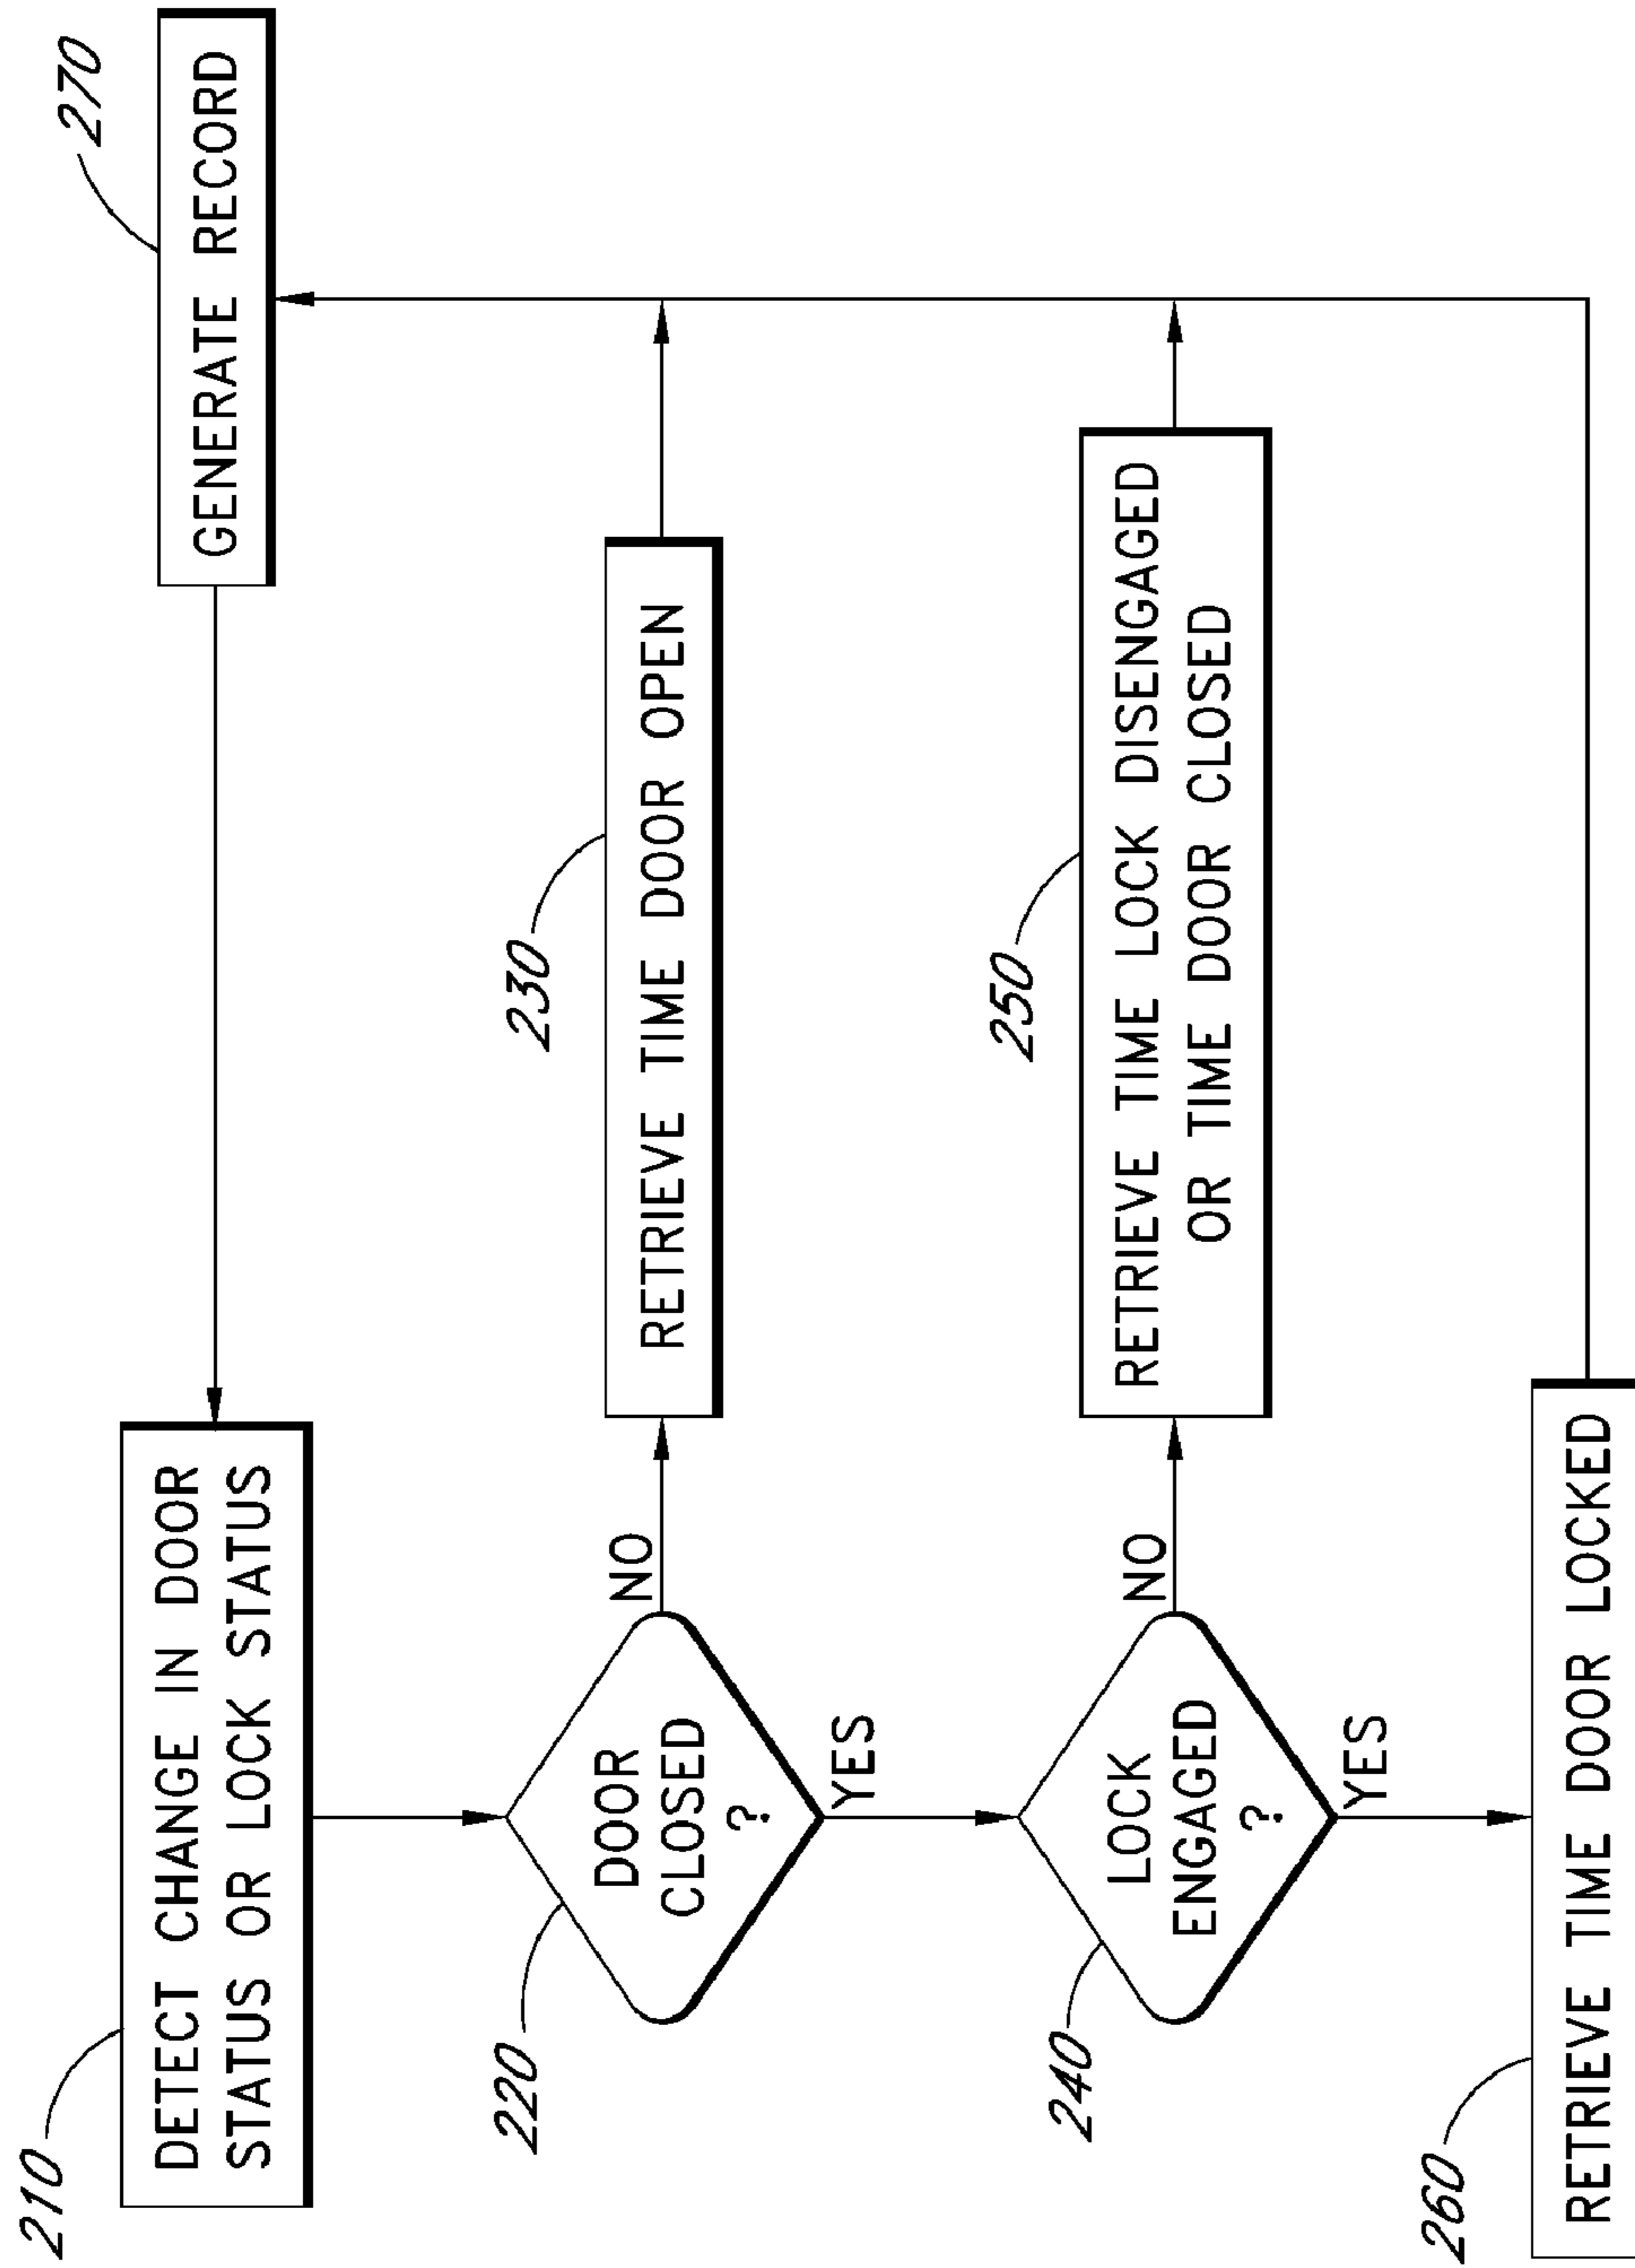 210
DETECT CHANGE IN DOOR
STATUS OR LOCK STATUS
270
GENERATE RECORD
220
DOOR
CLOSED
?
NO
YES
230
RETRIEVE TIME DOOR OPEN
240
LOCK
ENGAGED
?
NO
YES
250
RETRIEVE TIME LOCK DISENGAGED
OR TIME DOOR CLOSED
260
RETRIEVE TIME DOOR LOCKED